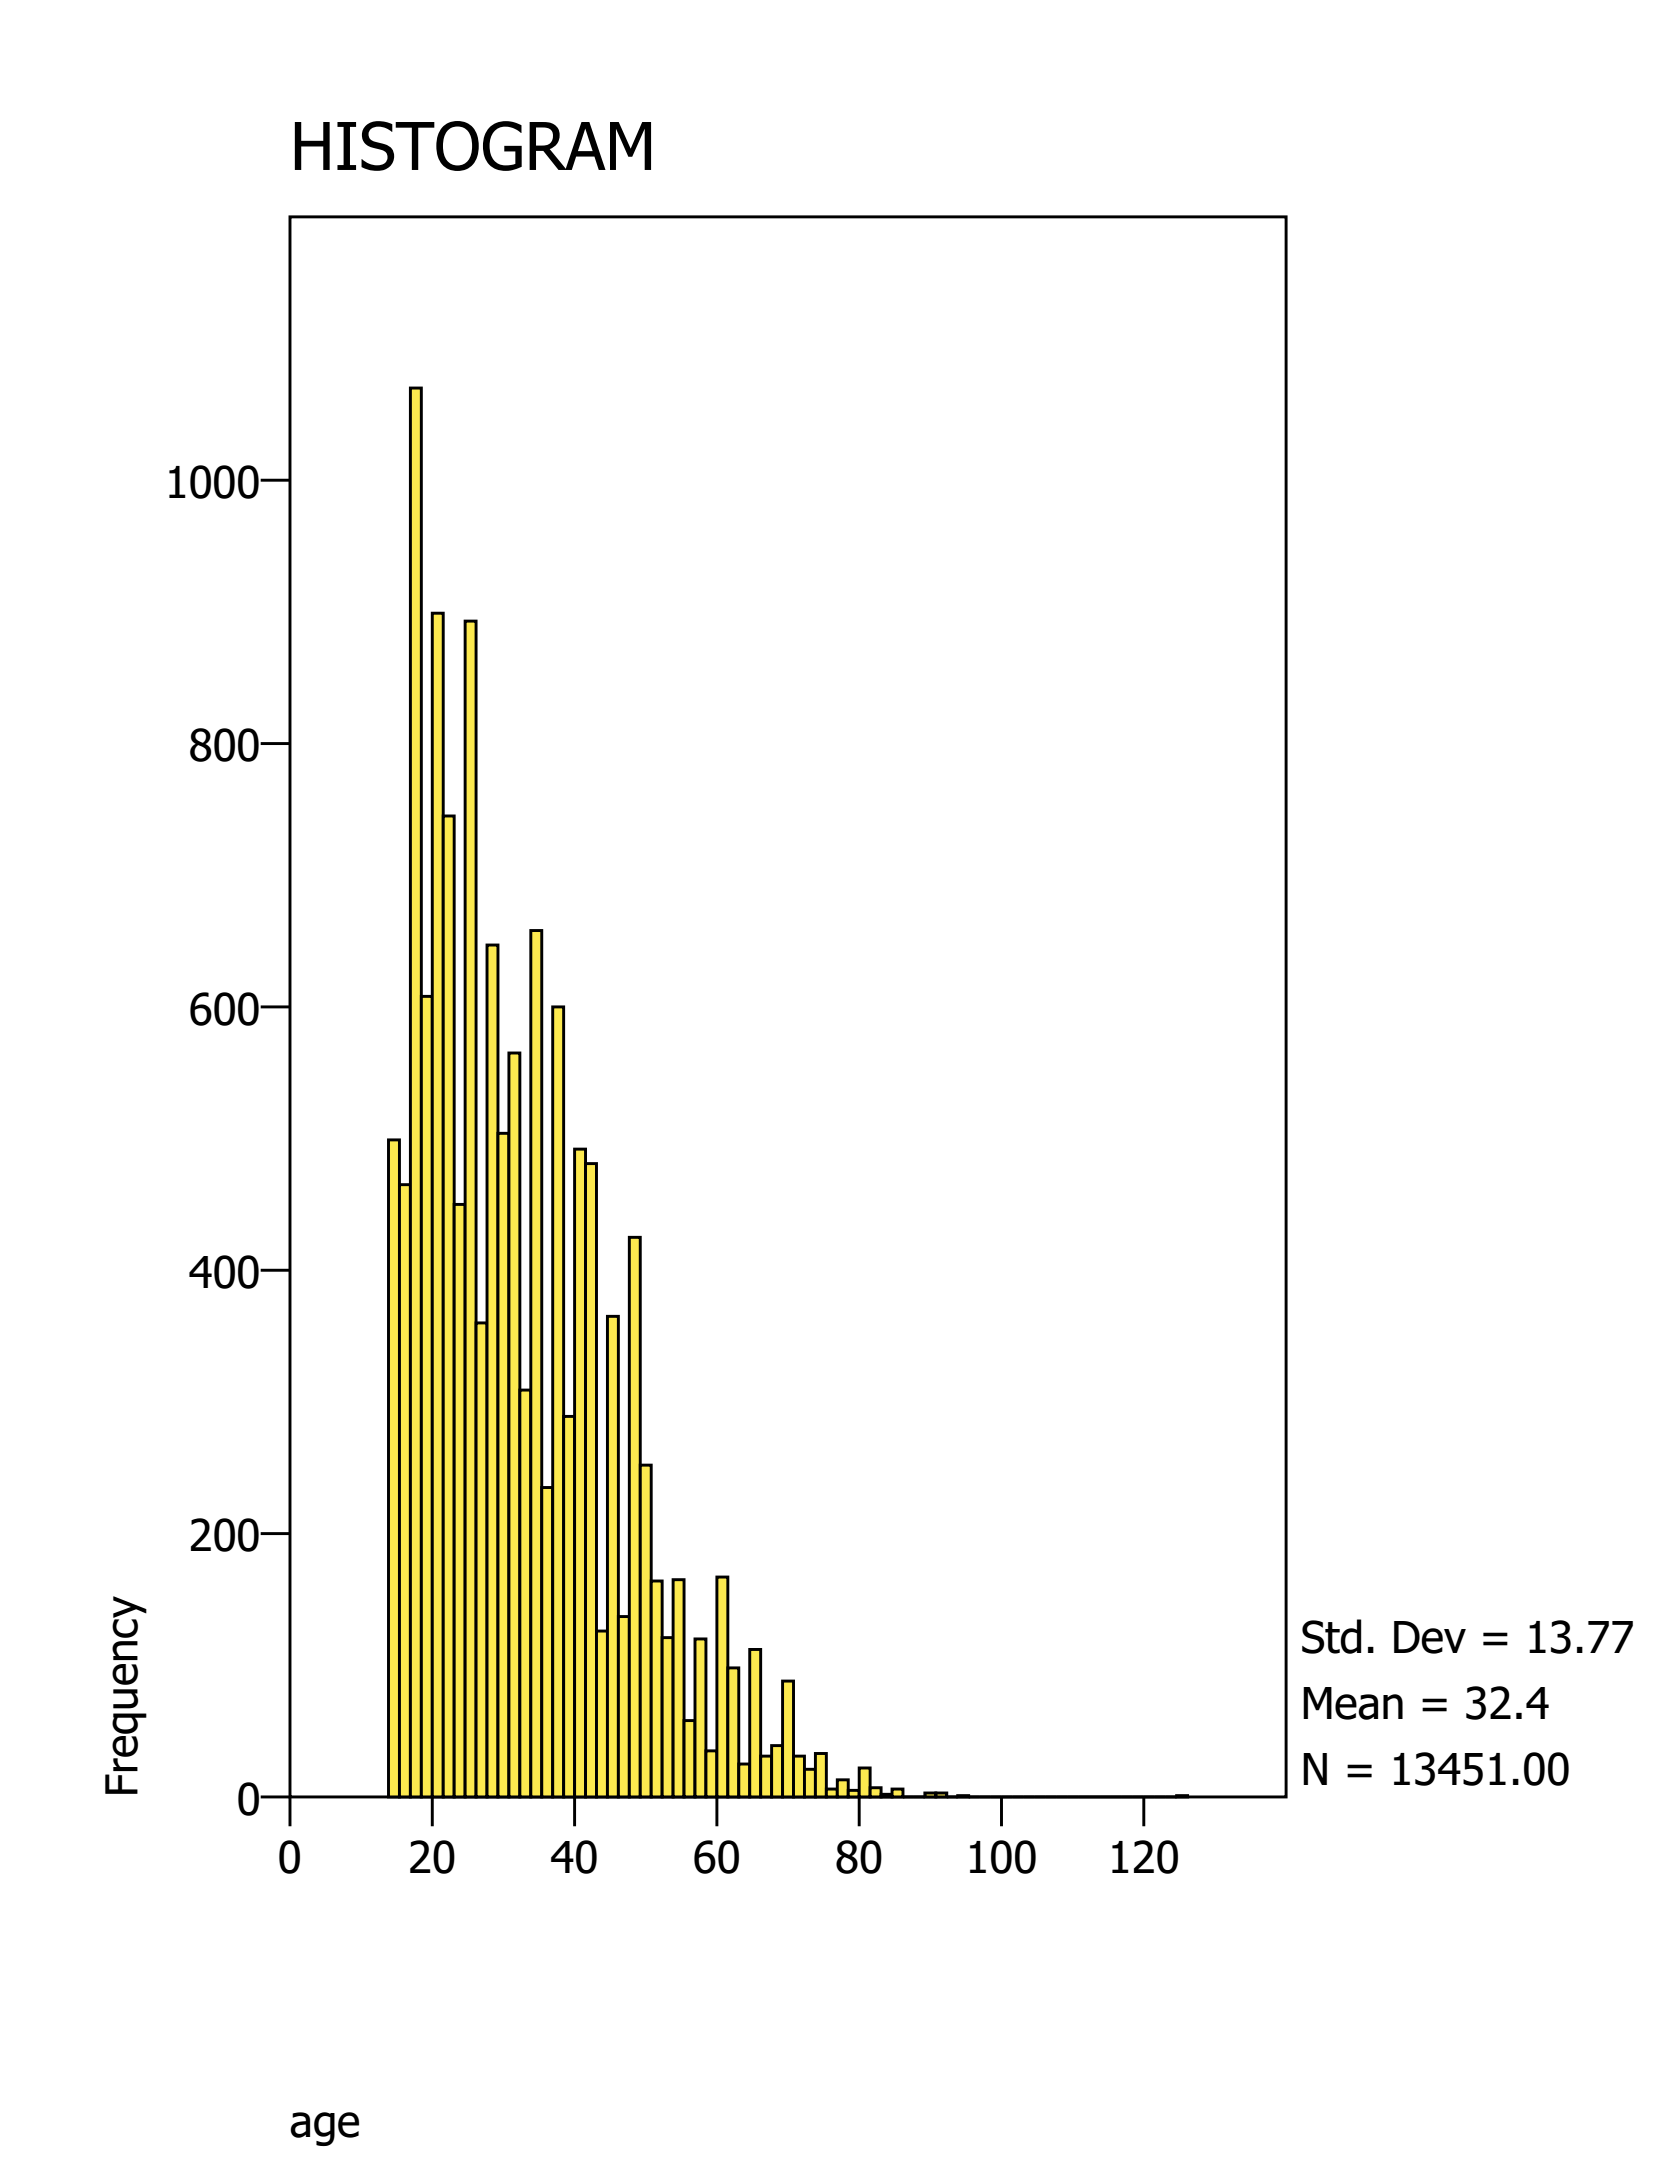 HISTOGRAM
1000
800
600
400
200
0
Frequency
0 20 40 60 80 100 120
age
Std. Dev = 13.77
Mean = 32.4
N = 13451.00